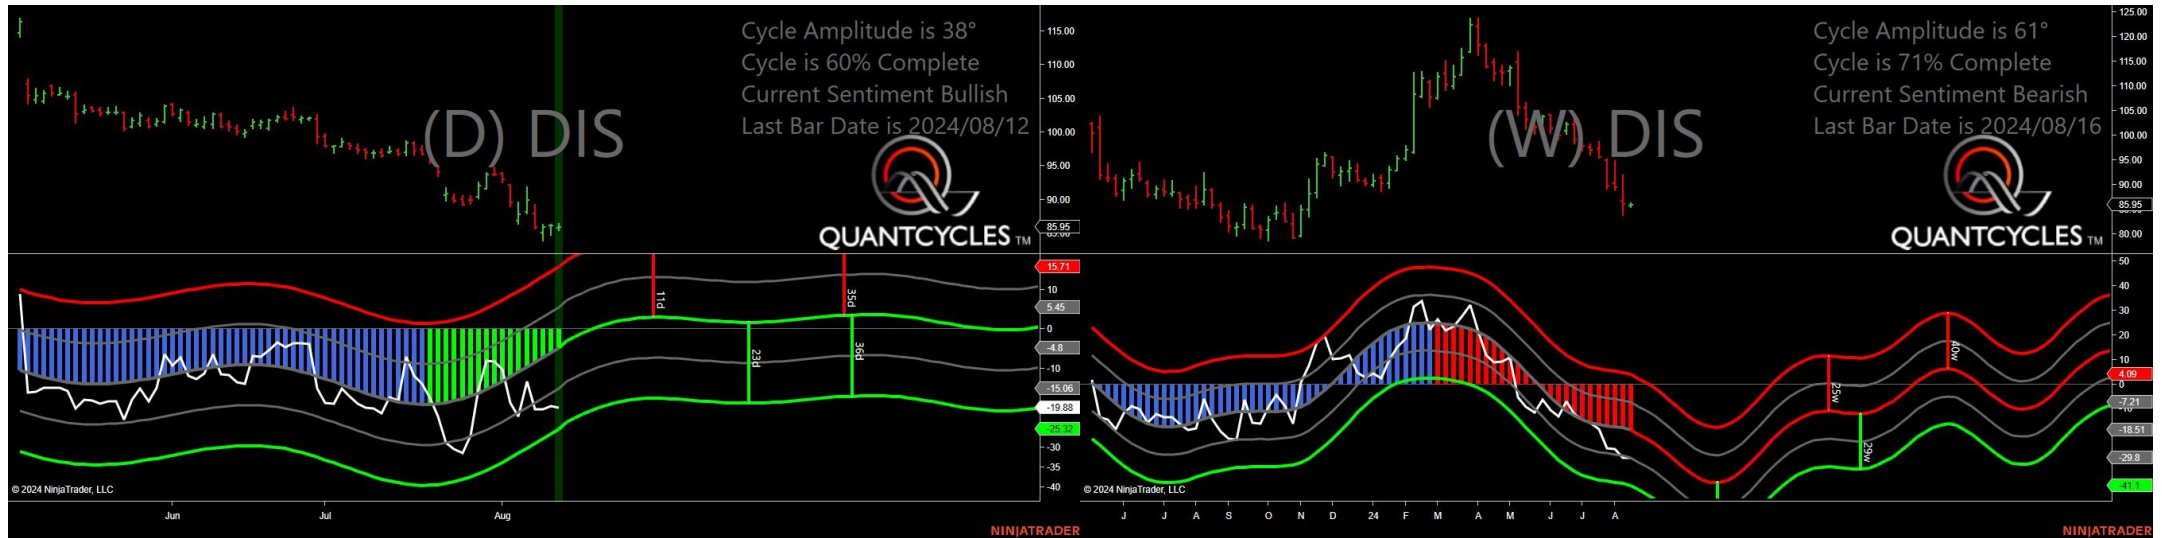 Cycle Amplitude is 38°
Cycle is 60% Complete
Current Sentiment Bullish
Last Bar Date is 2024/08/12
(D) DIS
QUANTCYCLES TM
115.00
110.00
105.00
100.00
95.00
90.00
85.95
15.71
10
5.45
0
-4.8
-10
-15.06
-19.88
-25.32
-30
-35
-40
11d
35d
23d
36d
© 2024 NinjaTrader, LLC
Jun
Jul
Aug
NINJATRADER
Cycle Amplitude is 61°
Cycle is 71% Complete
Current Sentiment Bearish
Last Bar Date is 2024/08/16
(W) DIS
QUANTCYCLES TM
125.00
120.00
115.00
110.00
105.00
100.00
95.00
90.00
85.95
80.00
50
40
30
20
10
4.09
0
-7.21
-18.51
-29.8
-41.1
25w
40w
29w
© 2024 NinjaTrader, LLC
J J A S O N D 24 F M A M J J A
NINJATRADER